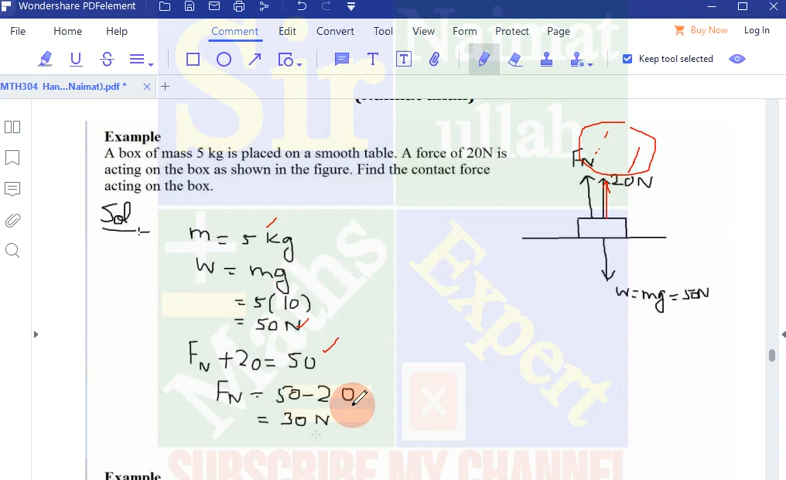 Wondershare PDFelement
File Home Help Comment Edit Convert Tool View Form Protect Page Buy Now Log In
Keep tool selected
MTH304 Han...Naimat).pdf *
Sir Naimat ullah
Maths Expert
Example
A box of mass 5 kg is placed on a smooth table. A force of 20N is
acting on the box as shown in the figure. Find the contact force
acting on the box.
Sol
m = 5 kg
W = mg
= 5(10)
= 50 N
FN + 20 = 50
FN = 50 - 20
= 30 N
FN
20N
W = mg = 50N
SUBSCRIBE MY CHANNEL
Example